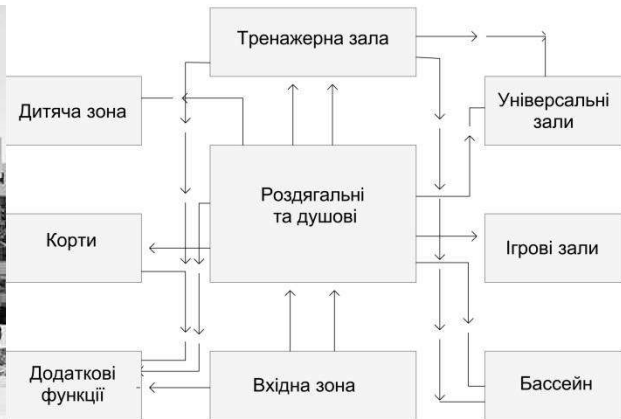 Тренажерна зала
Дитяча зона
Універсальні
зали
Роздягальні
та душові
Корти
Ігрові зали
Додаткові
функції
Вхідна зона
Бассейн